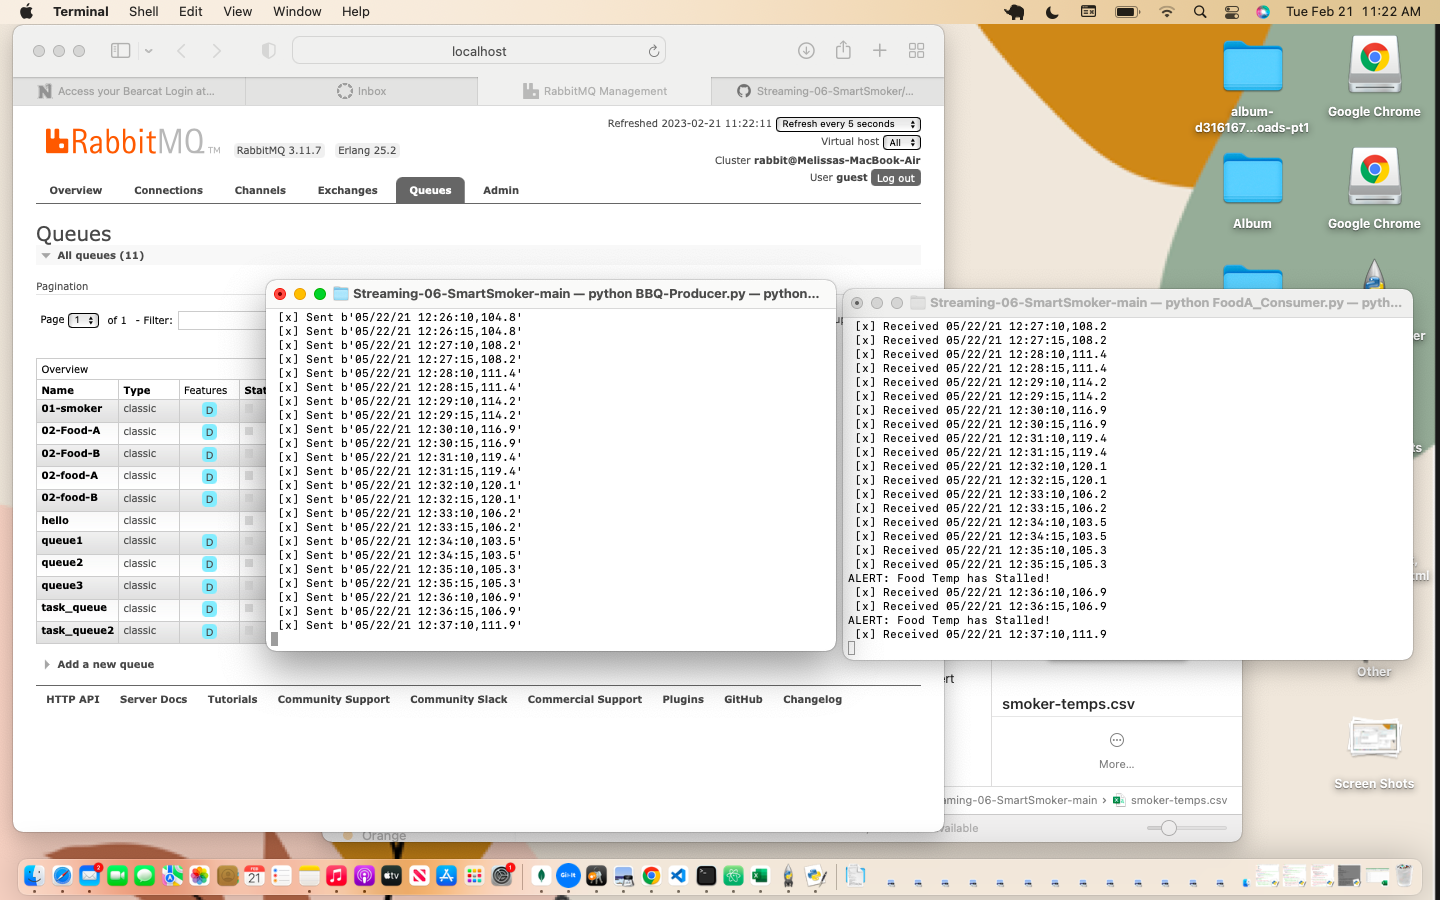 Terminal Shell Edit View Window Help Tue Feb 21 11:22 AM
localhost
Access your Bearcat Login at... Inbox RabbitMQ Management Streaming-06-SmartSmoker/...
Refreshed 2023-02-21 11:22:11 Refresh every 5 seconds
RabbitMQ TM RabbitMQ 3.11.7 Erlang 25.2
Virtual host All
Cluster rabbit@Melissas-MacBook-Air
User guest Log out
Overview Connections Channels Exchanges Queues Admin
Queues
All queues (11)
Pagination
Page 1 of 1 - Filter:
Overview
Name Type Features Stat
01-smoker classic D
02-Food-A classic D
02-Food-B classic D
02-food-A classic D
02-food-B classic D
hello classic
queue1 classic D
queue2 classic D
queue3 classic D
task_queue classic D
task_queue2 classic D
Add a new queue
HTTP API Server Docs Tutorials Community Support Community Slack Commercial Support Plugins GitHub Changelog
Streaming-06-SmartSmoker-main — python BBQ-Producer.py — python...
[x] Sent b'05/22/21 12:26:10,104.8'
[x] Sent b'05/22/21 12:26:15,104.8'
[x] Sent b'05/22/21 12:27:10,108.2'
[x] Sent b'05/22/21 12:27:15,108.2'
[x] Sent b'05/22/21 12:28:10,111.4'
[x] Sent b'05/22/21 12:28:15,111.4'
[x] Sent b'05/22/21 12:29:10,114.2'
[x] Sent b'05/22/21 12:29:15,114.2'
[x] Sent b'05/22/21 12:30:10,116.9'
[x] Sent b'05/22/21 12:30:15,116.9'
[x] Sent b'05/22/21 12:31:10,119.4'
[x] Sent b'05/22/21 12:31:15,119.4'
[x] Sent b'05/22/21 12:32:10,120.1'
[x] Sent b'05/22/21 12:32:15,120.1'
[x] Sent b'05/22/21 12:33:10,106.2'
[x] Sent b'05/22/21 12:33:15,106.2'
[x] Sent b'05/22/21 12:34:10,103.5'
[x] Sent b'05/22/21 12:34:15,103.5'
[x] Sent b'05/22/21 12:35:10,105.3'
[x] Sent b'05/22/21 12:35:15,105.3'
[x] Sent b'05/22/21 12:36:10,106.9'
[x] Sent b'05/22/21 12:36:15,106.9'
[x] Sent b'05/22/21 12:37:10,111.9'
Streaming-06-SmartSmoker-main — python FoodA_Consumer.py — pyth...
[x] Received 05/22/21 12:27:10,108.2
[x] Received 05/22/21 12:27:15,108.2
[x] Received 05/22/21 12:28:10,111.4
[x] Received 05/22/21 12:28:15,111.4
[x] Received 05/22/21 12:29:10,114.2
[x] Received 05/22/21 12:29:15,114.2
[x] Received 05/22/21 12:30:10,116.9
[x] Received 05/22/21 12:30:15,116.9
[x] Received 05/22/21 12:31:10,119.4
[x] Received 05/22/21 12:31:15,119.4
[x] Received 05/22/21 12:32:10,120.1
[x] Received 05/22/21 12:32:15,120.1
[x] Received 05/22/21 12:33:10,106.2
[x] Received 05/22/21 12:33:15,106.2
[x] Received 05/22/21 12:34:10,103.5
[x] Received 05/22/21 12:34:15,103.5
[x] Received 05/22/21 12:35:10,105.3
[x] Received 05/22/21 12:35:15,105.3
ALERT: Food Temp has Stalled!
[x] Received 05/22/21 12:36:10,106.9
[x] Received 05/22/21 12:36:15,106.9
ALERT: Food Temp has Stalled!
[x] Received 05/22/21 12:37:10,111.9
smoker-temps.csv
More...
aming-06-SmartSmoker-main › smoker-temps.csv
vailable
Orange
album-
d316167...oads-pt1
Google Chrome
Album
Google Chrome
Other
Screen Shots